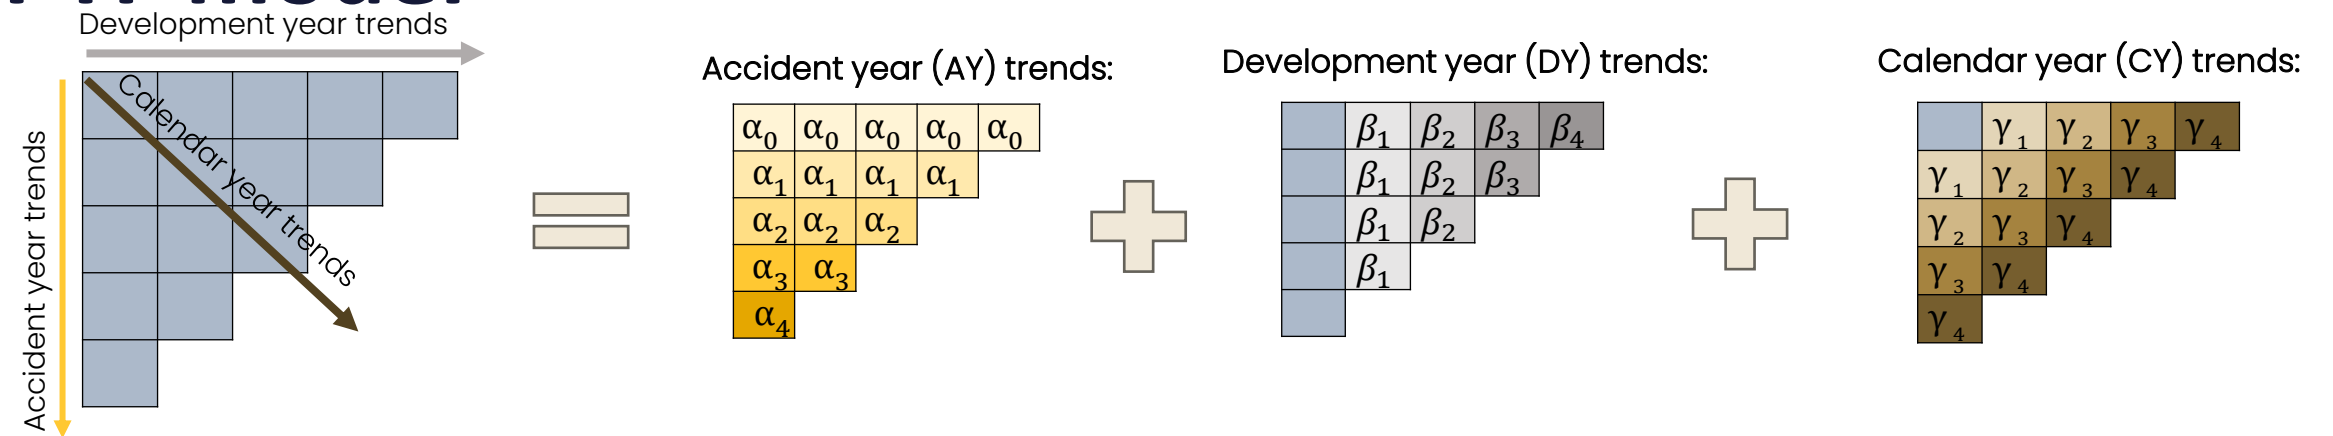 Development year trends
Accident year trends
Calendar year trends
Accident year (AY) trends:
α₀ α₀ α₀ α₀ α₀
α₁ α₁ α₁ α₁
α₂ α₂ α₂
α₃ α₃
α₄
Development year (DY) trends:
β₁ β₂ β₃ β₄
β₁ β₂ β₃
β₁ β₂
β₁
Calendar year (CY) trends:
γ₁ γ₂ γ₃ γ₄
γ₁ γ₂ γ₃ γ₄
γ₂ γ₃ γ₄
γ₃ γ₄
γ₄